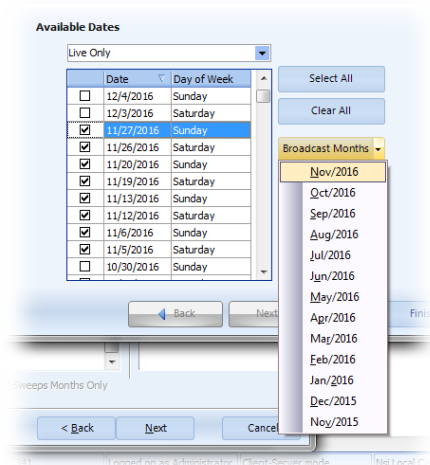 Available Dates
Live Only
Date Day of Week
12/4/2016 Sunday
12/3/2016 Saturday
11/27/2016 Sunday
11/26/2016 Saturday
11/20/2016 Sunday
11/19/2016 Saturday
11/13/2016 Sunday
11/12/2016 Saturday
11/6/2016 Sunday
11/5/2016 Saturday
10/30/2016 Sunday
Select All
Clear All
Broadcast Months
Nov/2016
Oct/2016
Sep/2016
Aug/2016
Jul/2016
Jun/2016
May/2016
Apr/2016
Mar/2016
Feb/2016
Jan/2016
Dec/2015
Nov/2015
Back
Next
Finis
Sweeps Months Only
< Back
Next
Cancel
Logged on as Administrator
Client-Server mode
Nsi Local C